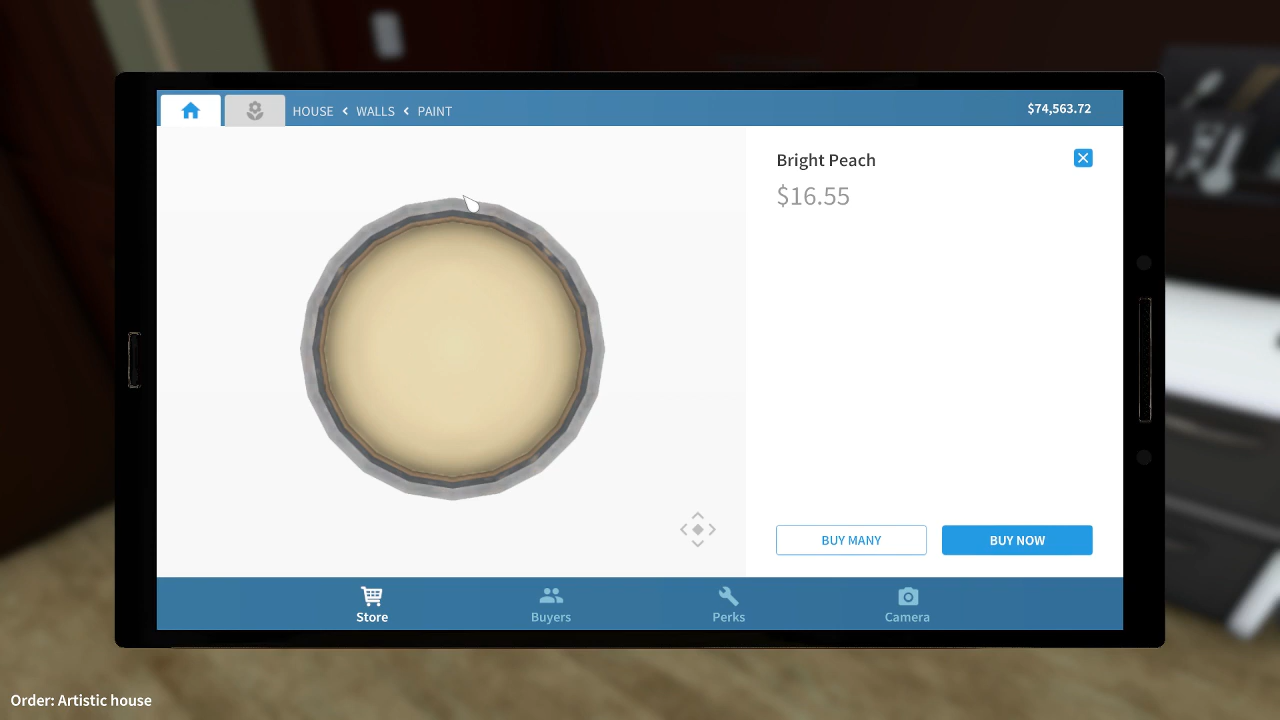 HOUSE < WALLS < PAINT
$74,563.72
Bright Peach
$16.55
BUY MANY
BUY NOW
Store
Buyers
Perks
Camera
Order: Artistic house